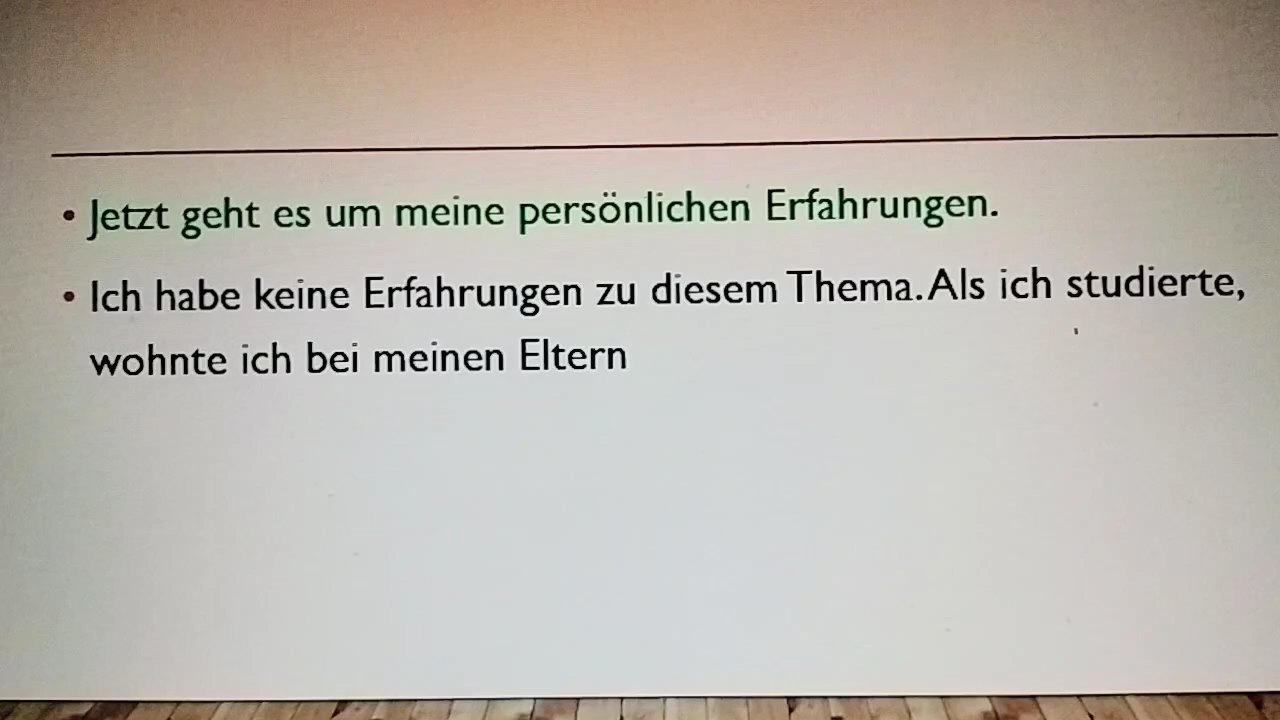 • Jetzt geht es um meine persönlichen Erfahrungen.
• Ich habe keine Erfahrungen zu diesem Thema. Als ich studierte,
wohnte ich bei meinen Eltern